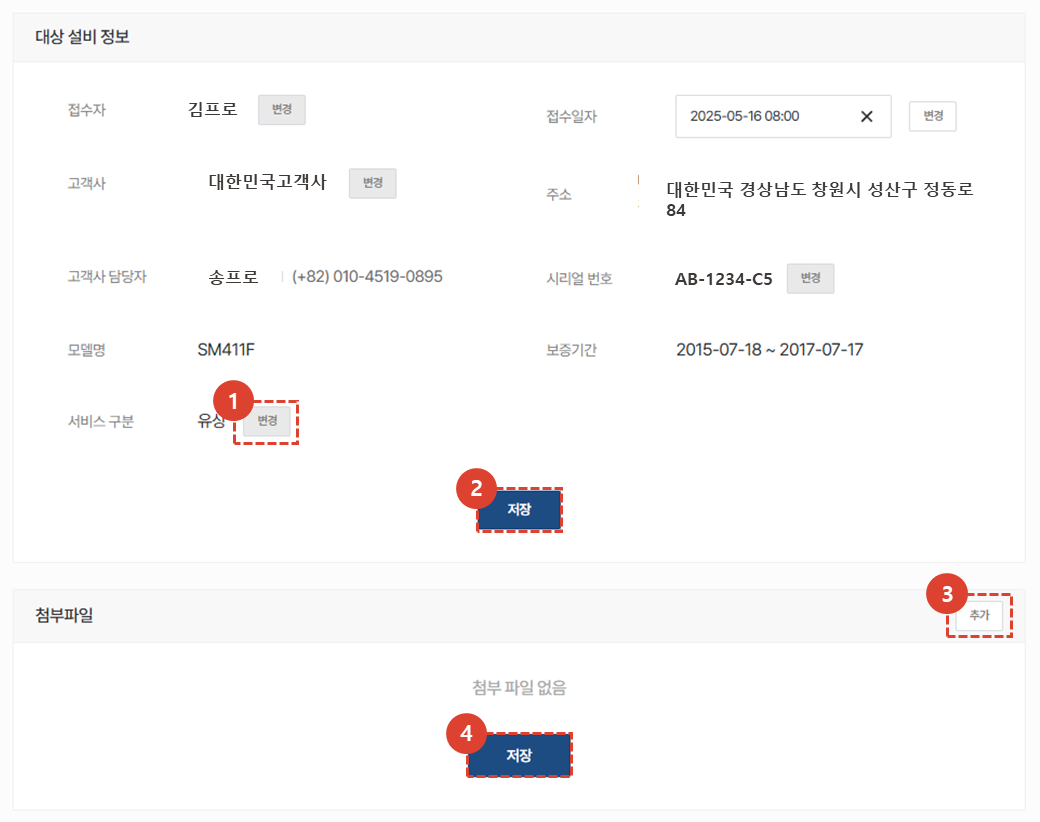 대상 설비 정보
접수자 김프로 변경 접수일자 2025-05-16 08:00 ✕ 변경
고객사 대한민국고객사 변경 주소 대한민국 경상남도 창원시 성산구 정동로
84
고객사 담당자 송프로 (+82) 010-4519-0895 시리얼 번호 AB-1234-C5 변경
모델명 SM411F 보증기간 2015-07-18 ~ 2017-07-17
1
서비스 구분 유상 변경
2
저장
3
첨부파일 추가
첨부 파일 없음
4
저장